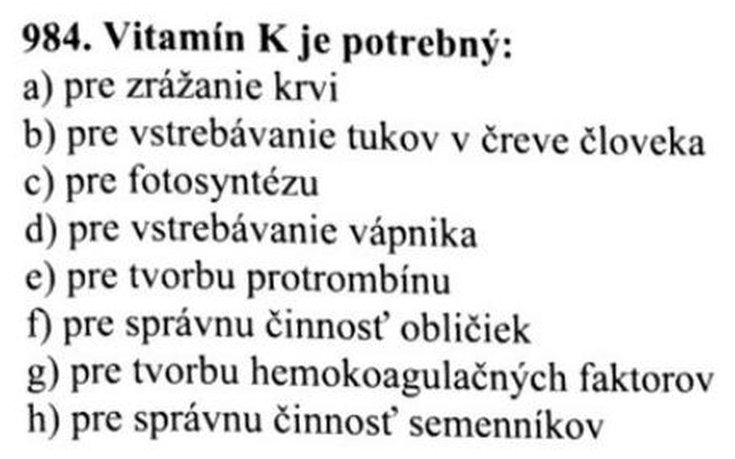 984. Vitamín K je potrebný:
a) pre zrážanie krvi
b) pre vstrebávanie tukov v čreve človeka
c) pre fotosyntézu
d) pre vstrebávanie vápnika
e) pre tvorbu protrombínu
f) pre správnu činnosť obličiek
g) pre tvorbu hemokoagulačných faktorov
h) pre správnu činnosť semenníkov